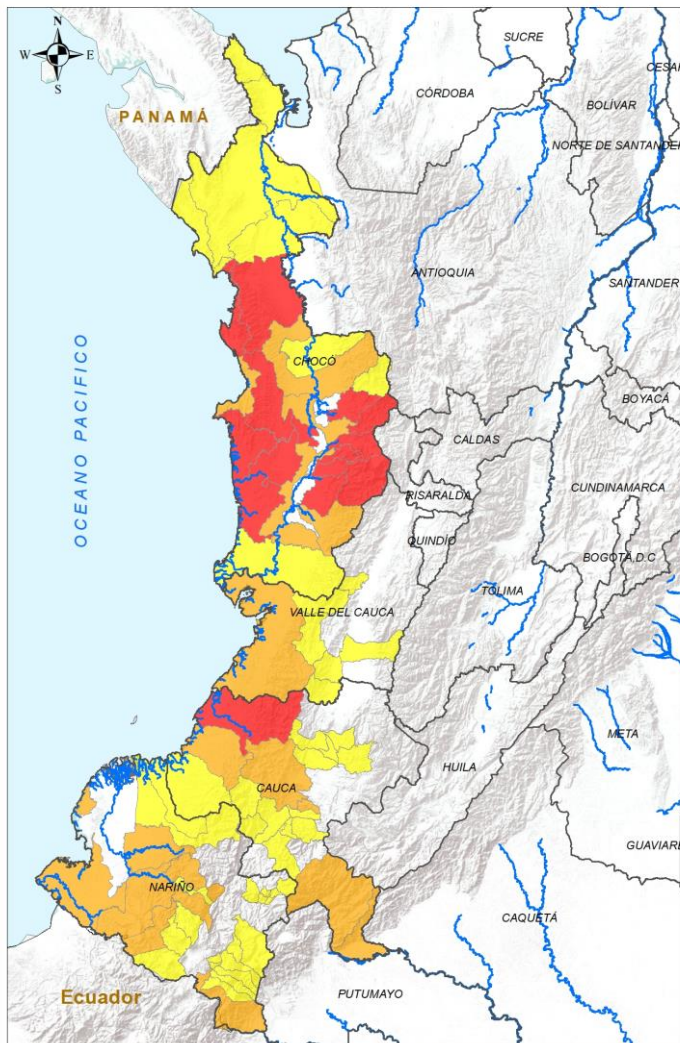 N
W E
S
SUCRE
CESAR
CÓRDOBA
BOLÍVAR
PANAMÁ
NORTE DE SANTANDER
ANTIOQUIA
SANTANDER
OCEANO PACIFICO
CHOCÓ
BOYACÁ
CALDAS
RISARALDA
CUNDINAMARCA
QUINDÍO
BOGOTÁ D.C
TOLIMA
VALLE DEL CAUCA
META
HUILA
CAUCA
GUAVIARE
NARIÑO
CAQUETÁ
Ecuador
PUTUMAYO